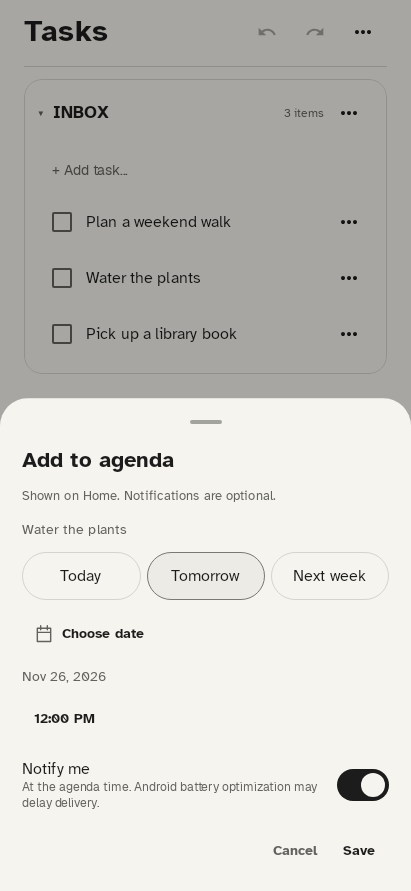 Tasks
INBOX 3 items
+ Add task...
Plan a weekend walk
Water the plants
Pick up a library book
Add to agenda
Shown on Home. Notifications are optional.
Water the plants
Today Tomorrow Next week
Choose date
Nov 26, 2026
12:00 PM
Notify me
At the agenda time. Android battery optimization may
delay delivery.
Cancel Save